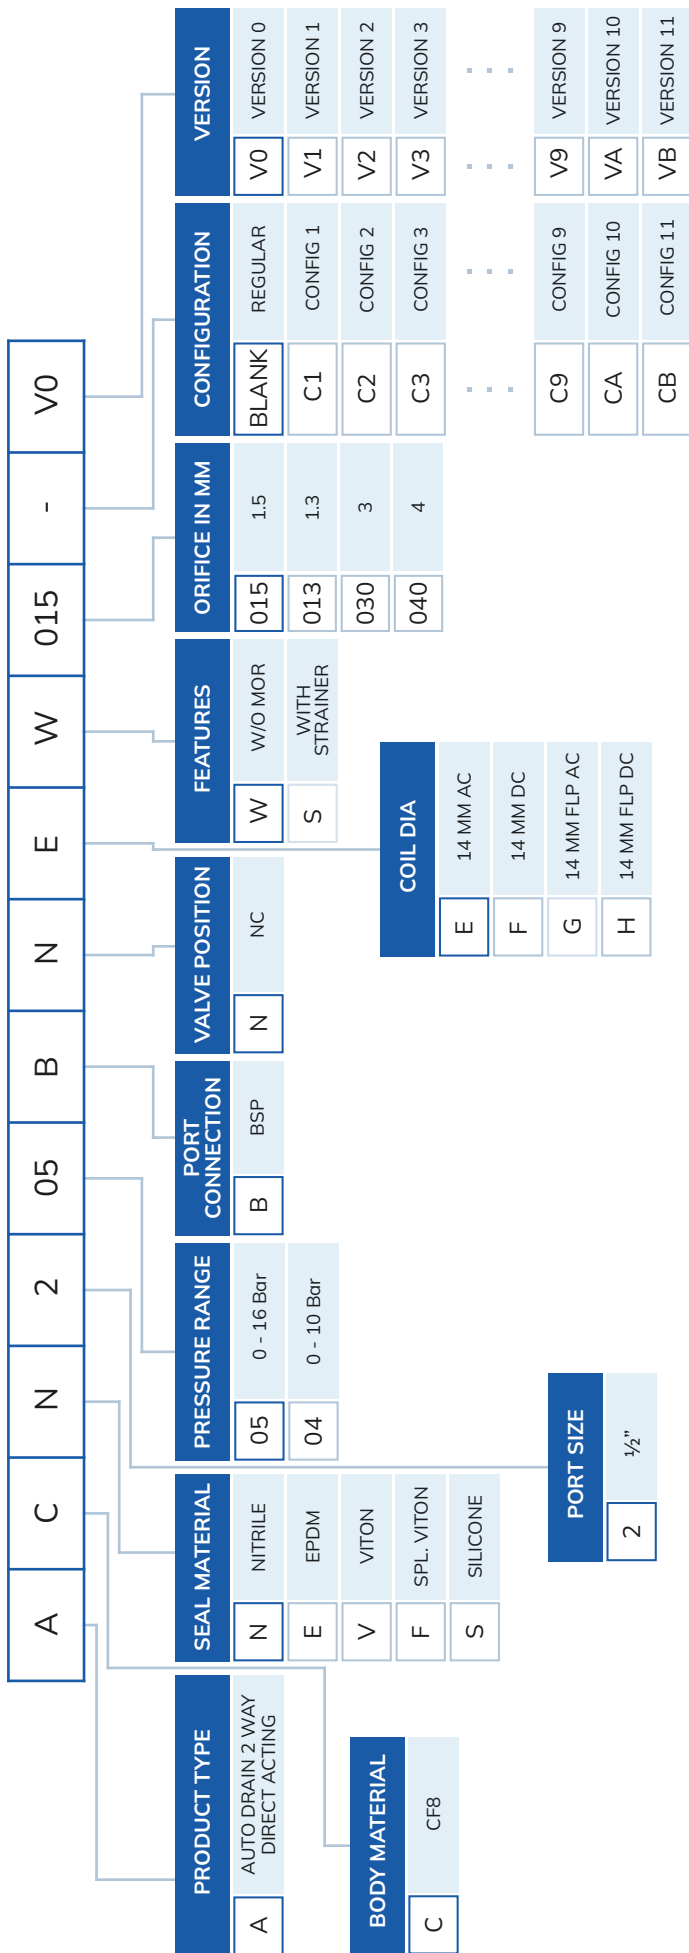 A C N 2 05 B N E W 015 - V0
PRODUCT TYPE
A AUTO DRAIN 2 WAY
DIRECT ACTING
BODY MATERIAL
C CF8
SEAL MATERIAL
N NITRILE
E EPDM
V VITON
F SPL. VITON
S SILICONE
PORT SIZE
2 ½”
PRESSURE RANGE
05 0 - 16 Bar
04 0 - 10 Bar
PORT
CONNECTION
B BSP
VALVE POSITION
N NC
COIL DIA
E 14 MM AC
F 14 MM DC
G 14 MM FLP AC
H 14 MM FLP DC
FEATURES
W W/O MOR
S WITH
STRAINER
ORIFICE IN MM
015 1.5
013 1.3
030 3
040 4
CONFIGURATION
BLANK REGULAR
C1 CONFIG 1
C2 CONFIG 2
C3 CONFIG 3
. . . . . .
C9 CONFIG 9
CA CONFIG 10
CB CONFIG 11
VERSION
V0 VERSION 0
V1 VERSION 1
V2 VERSION 2
V3 VERSION 3
. . . . . .
V9 VERSION 9
VA VERSION 10
VB VERSION 11